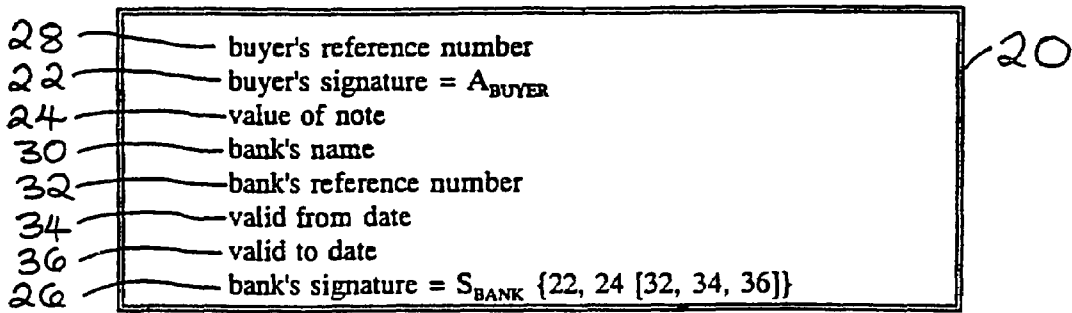 28 buyer's reference number 20
22 buyer's signature = A_BUYER
24 value of note
30 bank's name
32 bank's reference number
34 valid from date
36 valid to date
26 bank's signature = S_BANK {22, 24 [32, 34, 36]}